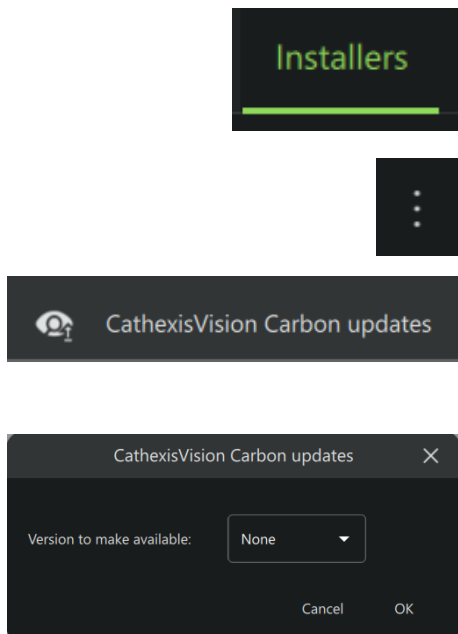 Installers
CathexisVision Carbon updates
CathexisVision Carbon updates
Version to make available: None
Cancel OK